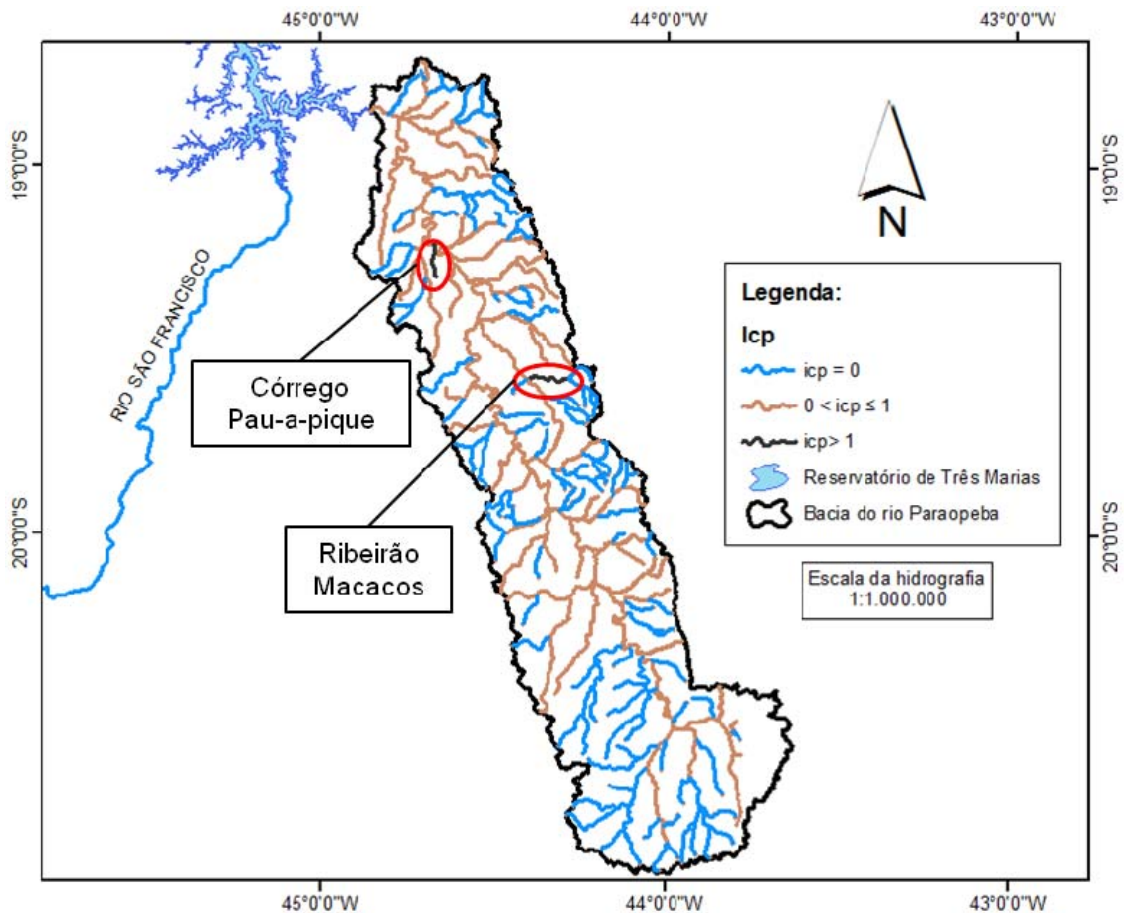 45°0'0"W
44°0'0"W
43°0'0"W
19°0'0"S
19°0'0"S
N
RIO SÃO FRANCISCO
Córrego
Pau-a-pique
Legenda:
Icp
icp = 0
0 < icp ≤ 1
icp> 1
Reservatório de Três Marias
Bacia do rio Paraopeba
20°0'0"S
20°0'0"S
Ribeirão
Macacos
Escala da hidrografia
1:1.000.000
45°0'0"W
44°0'0"W
43°0'0"W